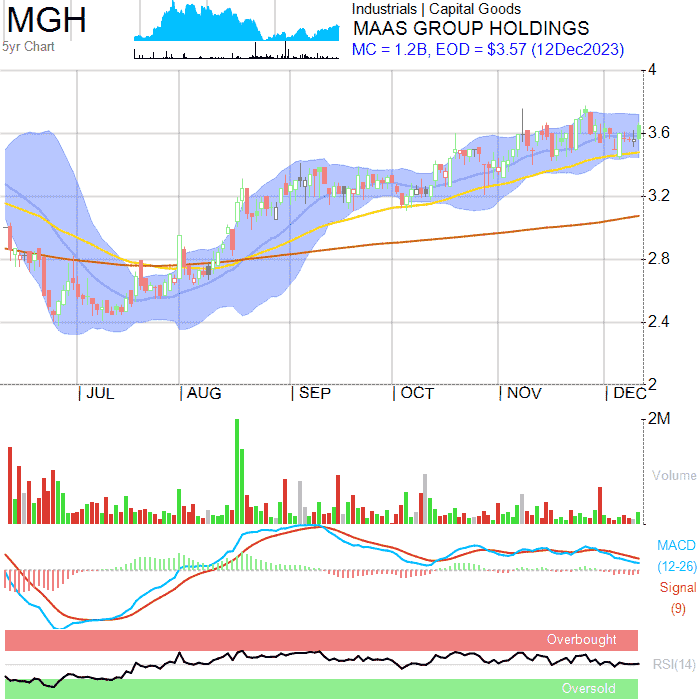 MGH
5yr Chart
Industrials | Capital Goods
MAAS GROUP HOLDINGS
MC = 1.2B, EOD = $3.57 (12Dec2023)
4
3.6
3.2
2.8
2.4
2
| JUL | AUG | SEP | OCT | NOV | DEC
2M
Volume
MACD
(12-26)
Signal
(9)
Overbought
RSI(14)
Oversold